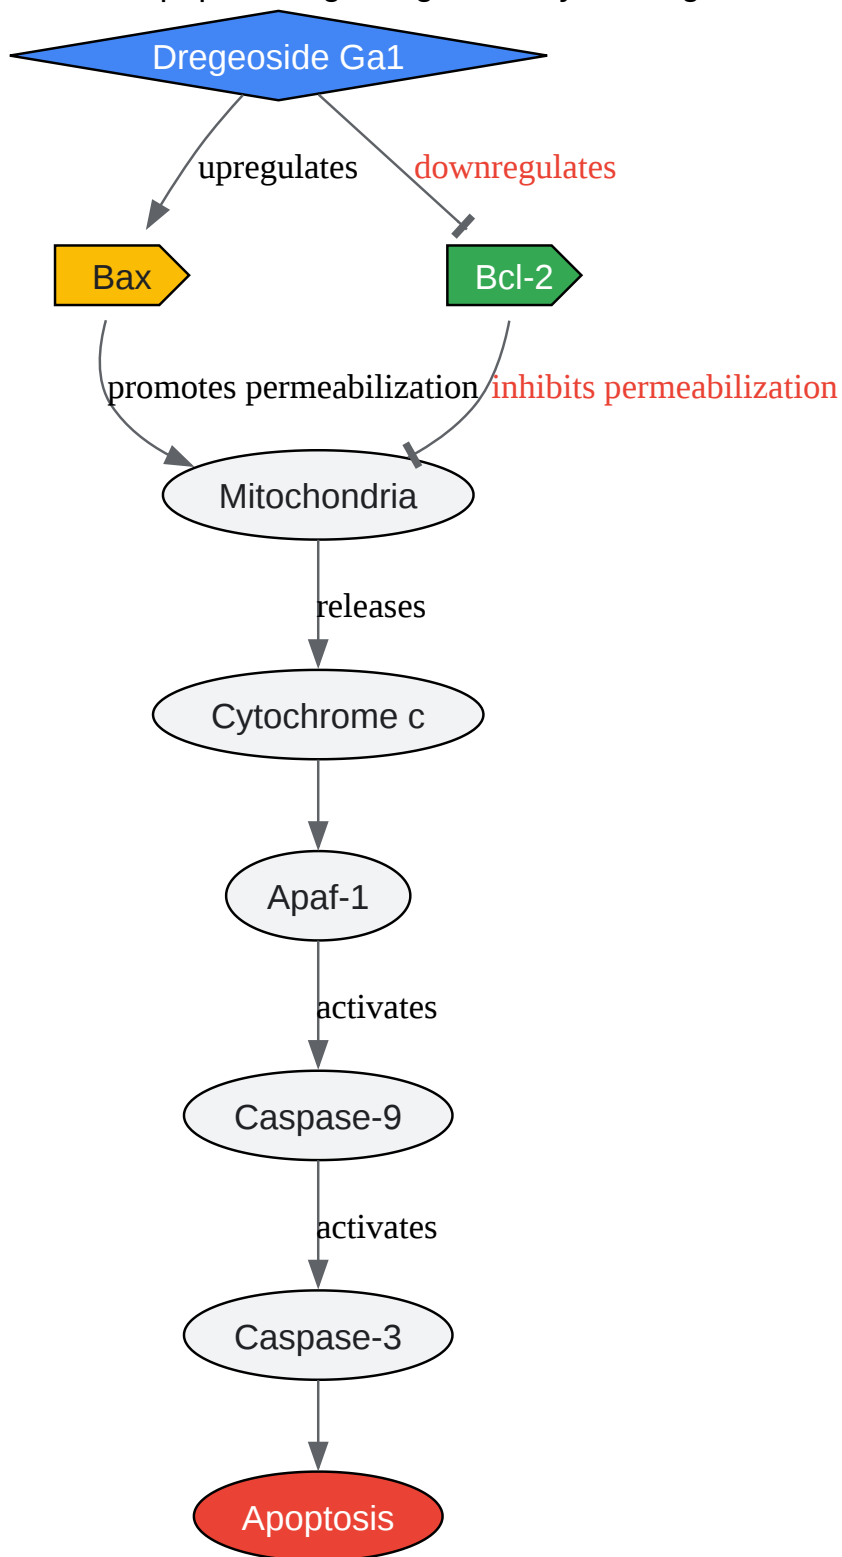 Dregeoside Ga1
upregulates
downregulates
Bax
Bcl-2
promotes permeabilization
inhibits permeabilization
Mitochondria
releases
Cytochrome c
Apaf-1
activates
Caspase-9
activates
Caspase-3
Apoptosis